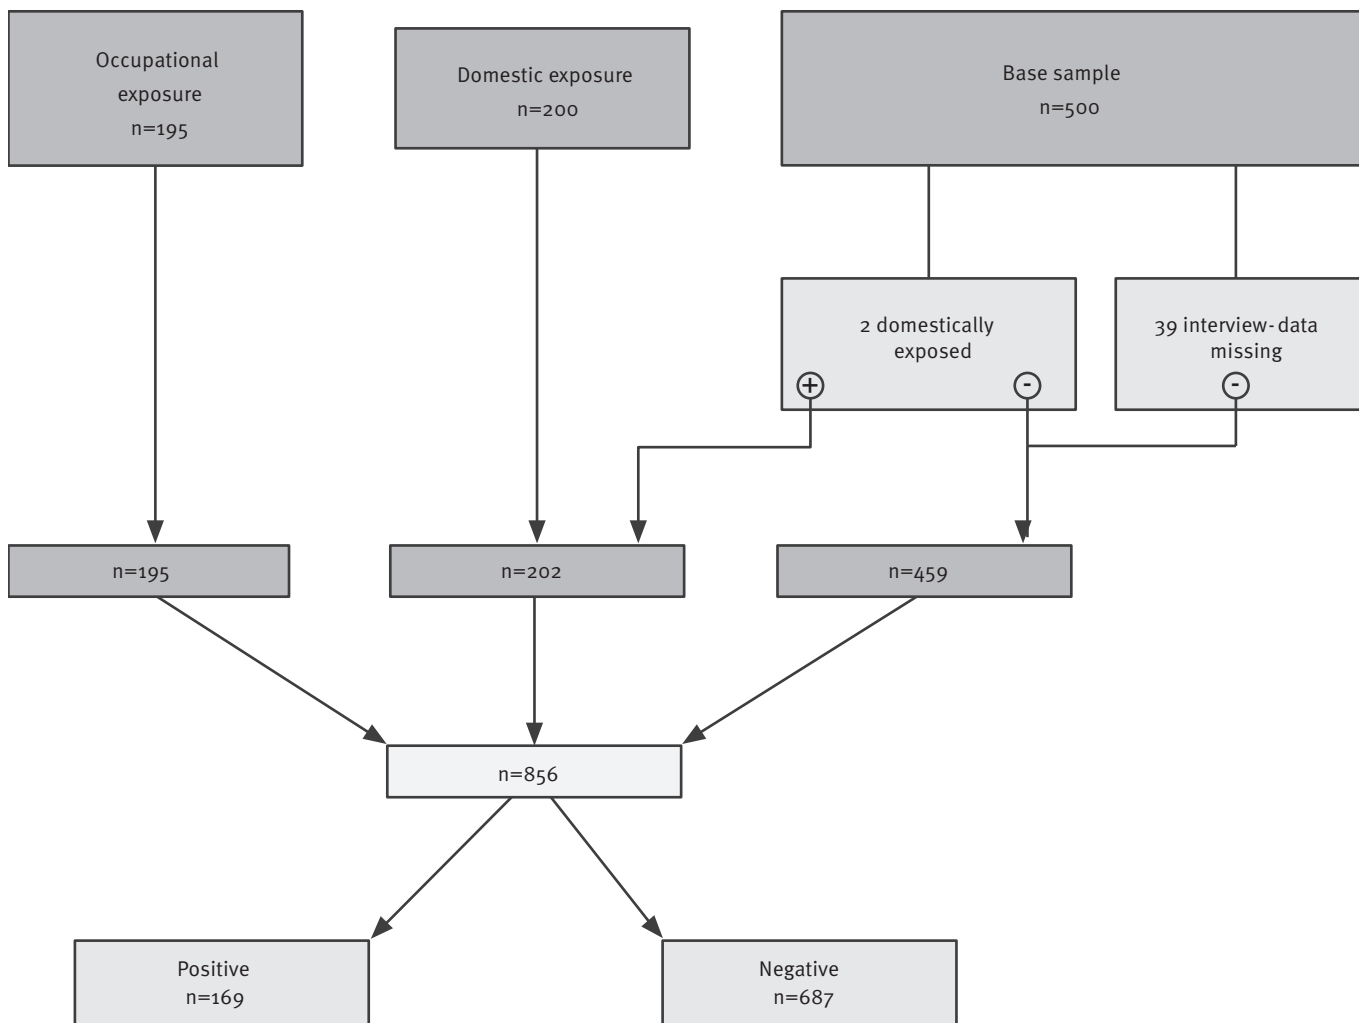 Occupational
exposure
n=195
Domestic exposure
n=200
Base sample
n=500
2 domestically
exposed
+
-
39 interview-data
missing
-
n=195
n=202
n=459
n=856
Positive
n=169
Negative
n=687